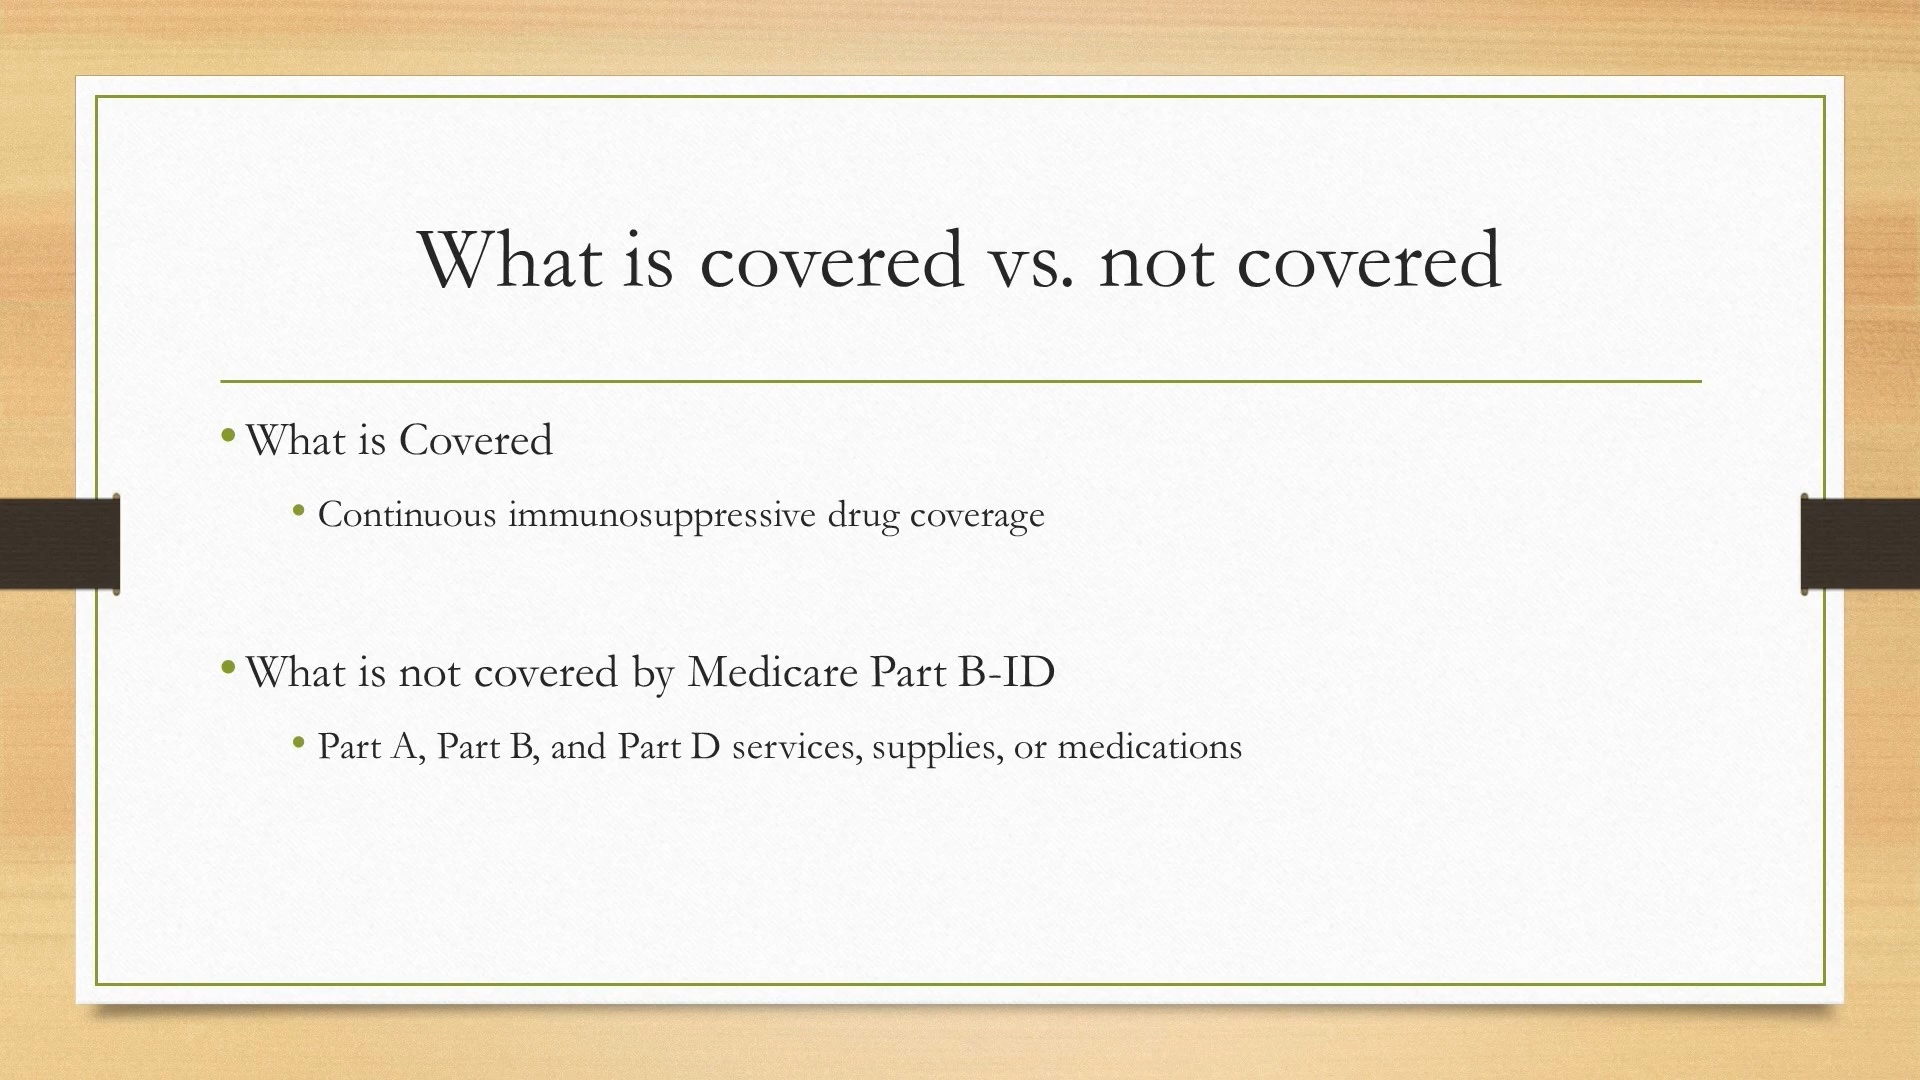 What is covered vs. not covered
• What is Covered
• Continuous immunosuppressive drug coverage
• What is not covered by Medicare Part B-ID
• Part A, Part B, and Part D services, supplies, or medications